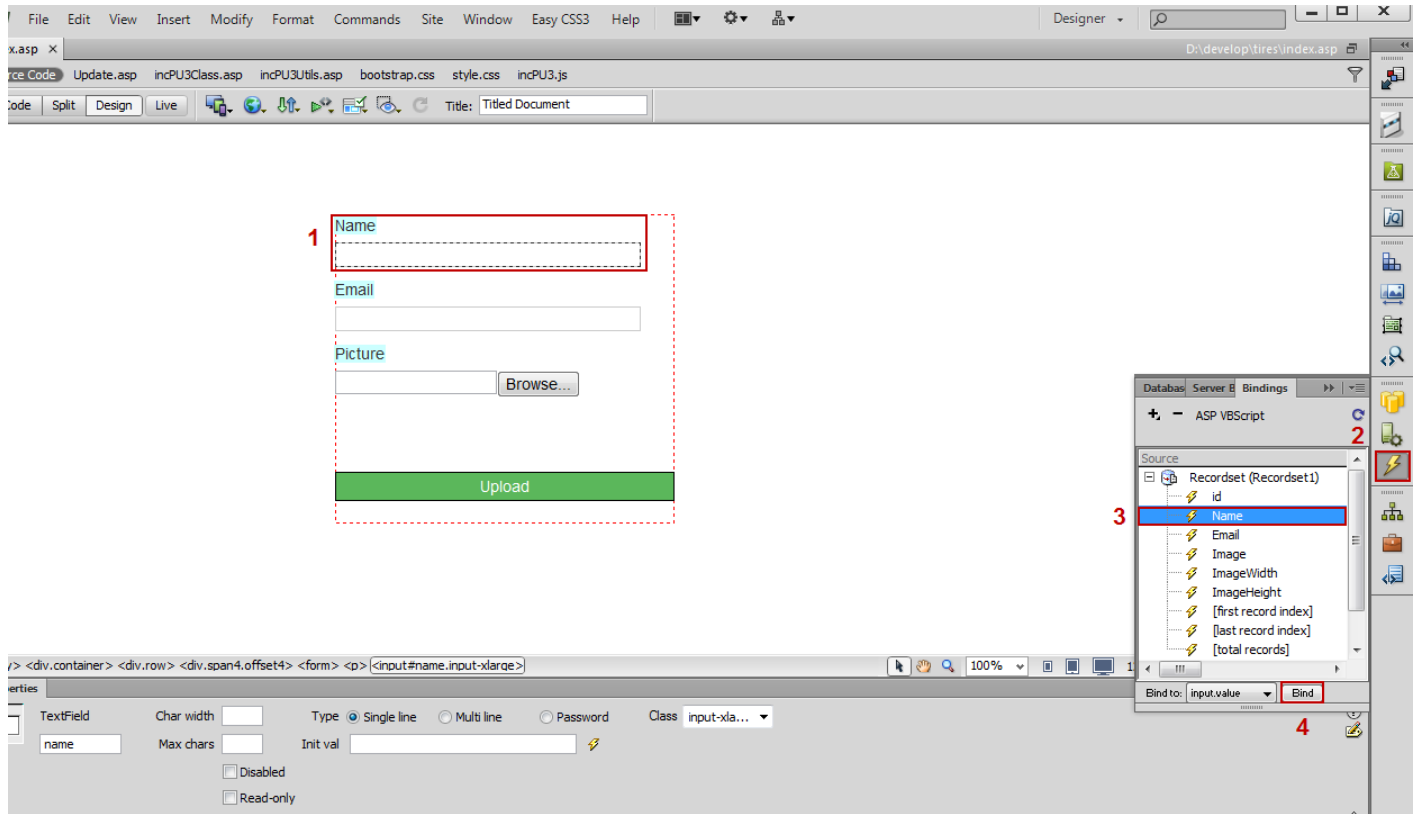 File Edit View Insert Modify Format Commands Site Window Easy CSS3 Help Designer
x.asp × D:\develop\tires\index.asp
rce Code Update.asp incPU3Class.asp incPU3Utils.asp bootstrap.css style.css incPU3.js
Code Split Design Live Title: Titled Document
jQ
1 Name
Email
Picture
Browse...
Upload
Databas Server B Bindings
ASP VBScript
2
Source
Recordset (Recordset1)
id
3 Name
Email
Image
ImageWidth
ImageHeight
[first record index]
[last record index]
[total records]
Bind to: input.value Bind
4
y> <div.container> <div.row> <div.span4.offset4> <form> <p> <input#name.input-xlarge> 100% 1
erties
TextField Char width Type Single line Multi line Password Class input-xla...
name Max chars Init val
Disabled
Read-only